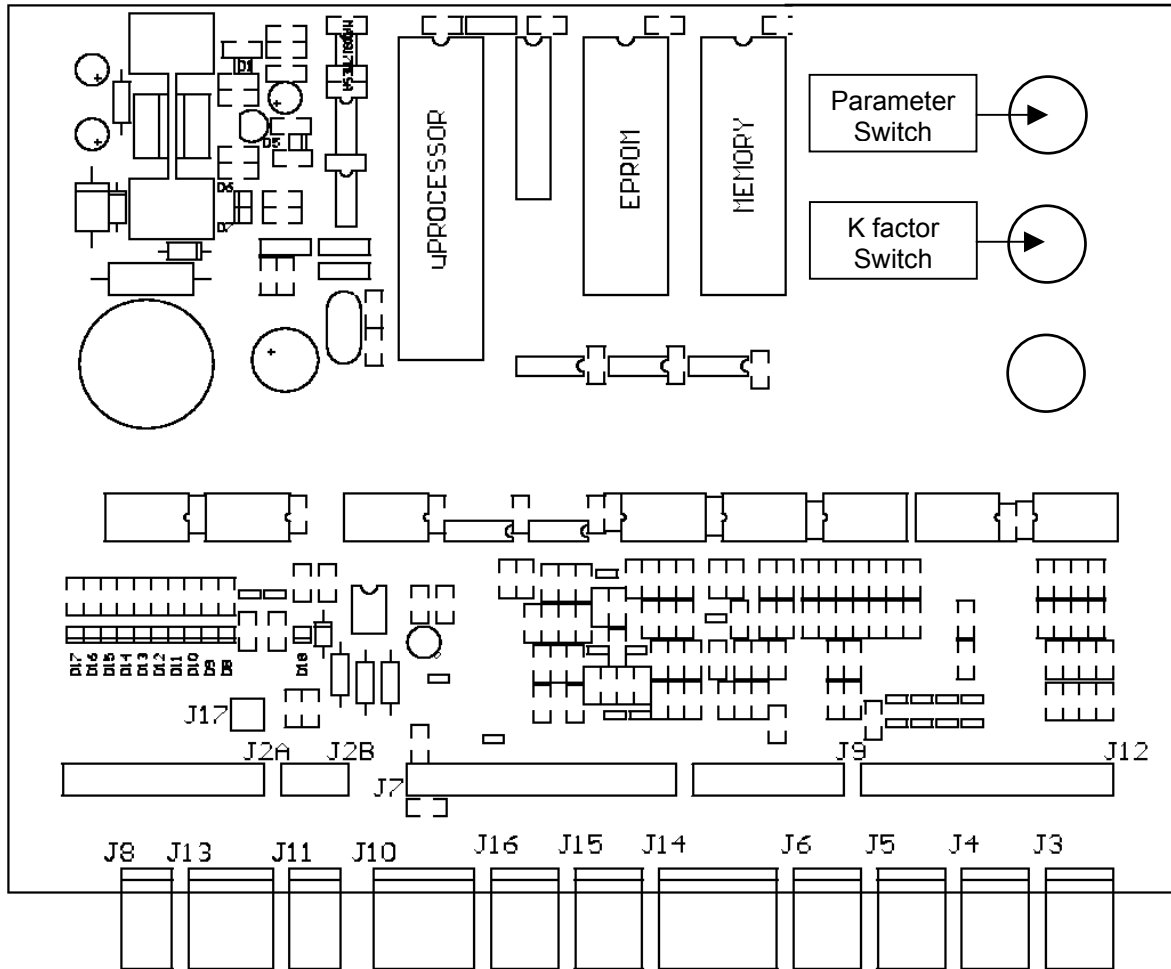 D1
D5
D6
D7
uPROCESSOR
EPROM
MEMORY
Parameter
Switch
K factor
Switch
D17
D16
D15
D14
D13
D12
D11
D10
D9
D8
D18
J17
J2A
J2B
J7
J9
J12
J8
J13
J11
J10
J16
J15
J14
J6
J5
J4
J3